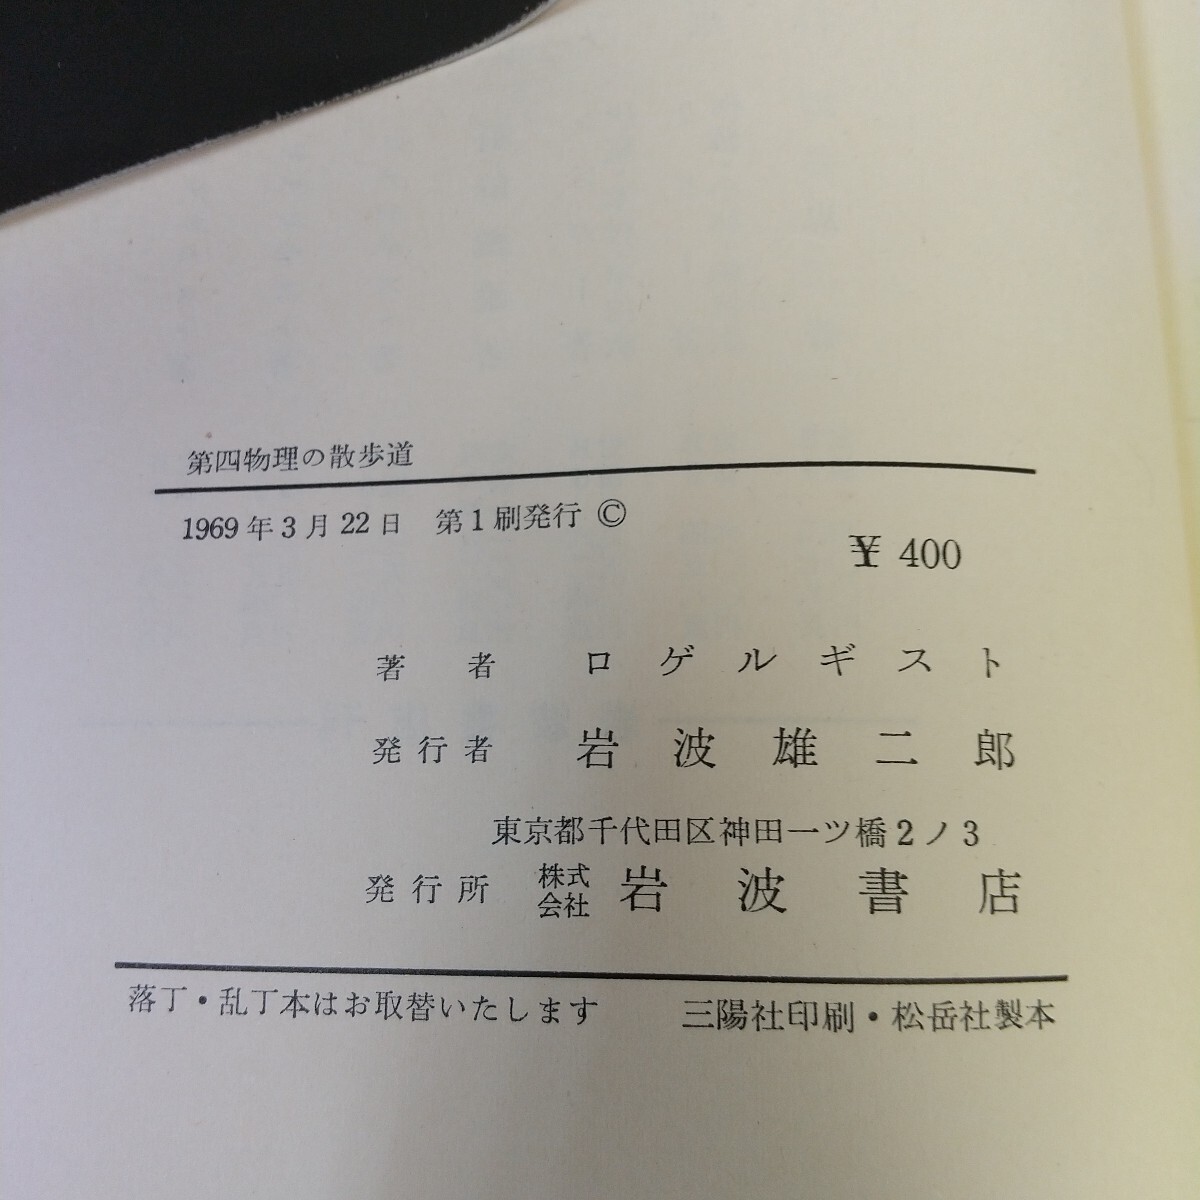 第四物理の散歩道
1969年3月22日 第1刷発行 ©
¥ 400
著者 ロゲルギスト
発行者 岩波雄二郎
東京都千代田区神田一ツ橋2ノ3
発行所 株式会社 岩波書店
落丁・乱丁本はお取替いたします 三陽社印刷・松岳社製本